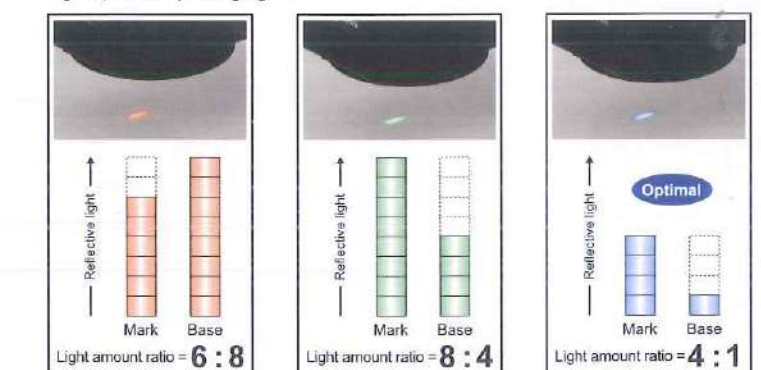 Reflective light
Mark Base
Light amount ratio = 6 : 8
Reflective light
Mark Base
Light amount ratio = 8 : 4
Optimal
Reflective light
Mark Base
Light amount ratio = 4 : 1